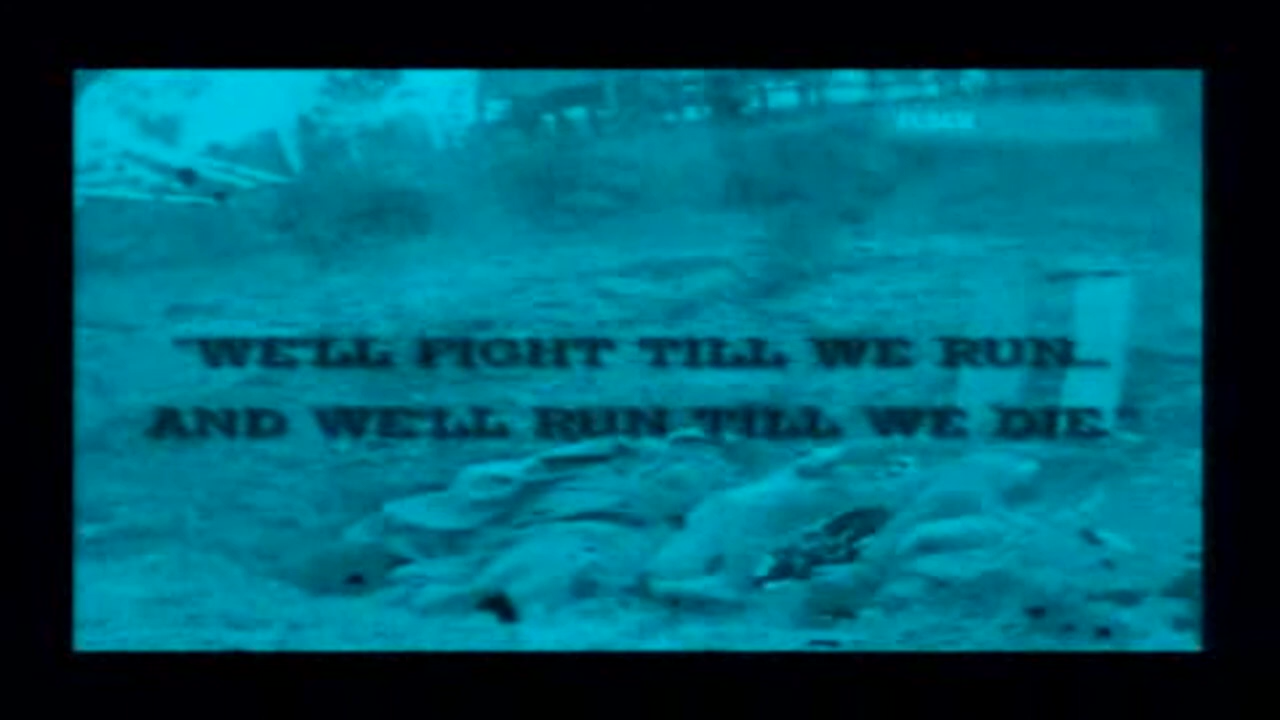 "WE'LL FIGHT TILL WE RUN...
AND WE'LL RUN TILL WE DIE."